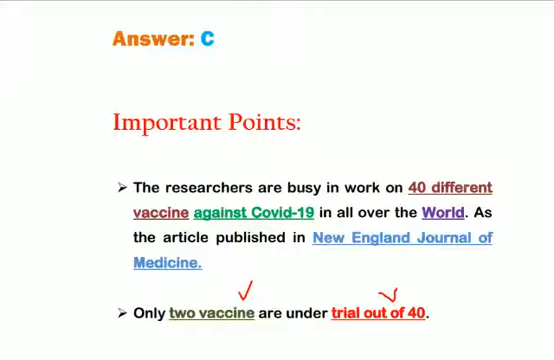 Answer: C
Important Points:
➢ The researchers are busy in work on 40 different
vaccine against Covid-19 in all over the World. As
the article published in New England Journal of
Medicine.
➢ Only two vaccine are under trial out of 40.